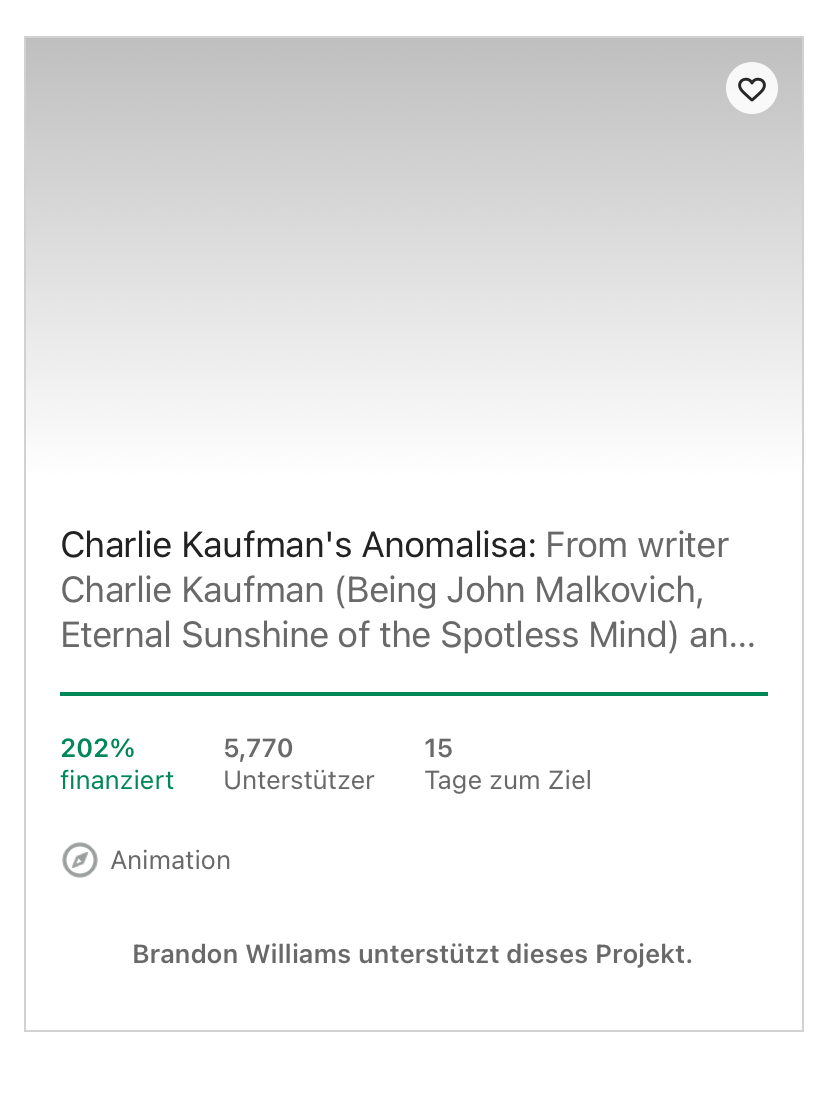 Charlie Kaufman's Anomalisa: From writer
Charlie Kaufman (Being John Malkovich,
Eternal Sunshine of the Spotless Mind) an...
202% 5,770 15
finanziert Unterstützer Tage zum Ziel
Animation
Brandon Williams unterstützt dieses Projekt.